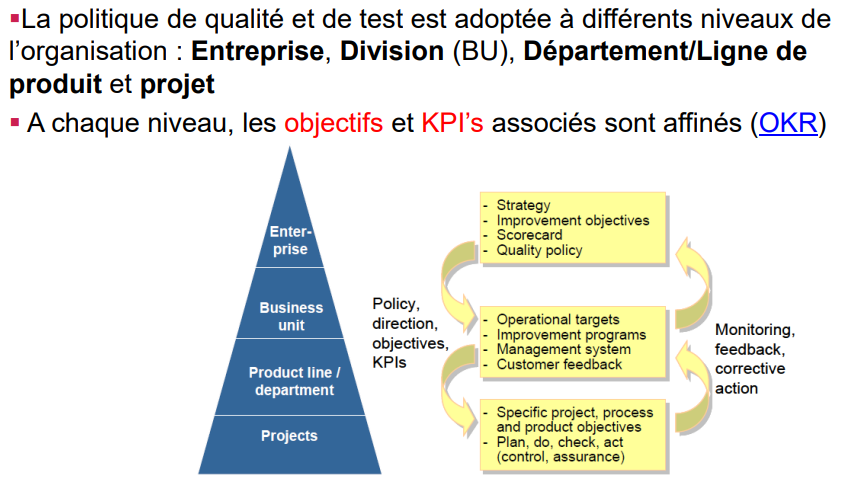 ▪La politique de qualité et de test est adoptée à différents niveaux de
l'organisation : Entreprise, Division (BU), Département/Ligne de
produit et projet
▪ A chaque niveau, les objectifs et KPI's associés sont affinés (OKR)
Enter-
prise
Business
unit
Product line /
department
Projects
Policy,
direction,
objectives,
KPIs
- Strategy
- Improvement objectives
- Scorecard
- Quality policy
- Operational targets
- Improvement programs
- Management system
- Customer feedback
- Specific project, process
and product objectives
- Plan, do, check, act
(control, assurance)
Monitoring,
feedback,
corrective
action